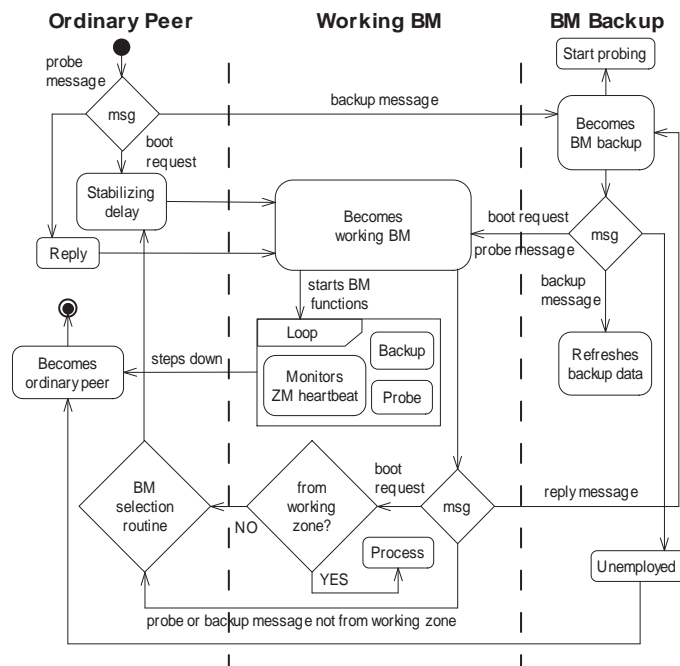 Ordinary Peer
Working BM
BM Backup
Start probing
probe
message
msg
backup message
Becomes
BM backup
boot
request
Stabilizing
delay
Becomes
working BM
boot request
probe message
msg
Reply
starts BM
functions
backup
message
Loop
Backup
Monitors
ZM heartbeat
Probe
steps down
Becomes
ordinary peer
Refreshes
backup data
BM
selection
routine
NO
from
working
zone?
boot
request
msg
reply message
YES
Process
Unemployed
probe or backup message not from working zone